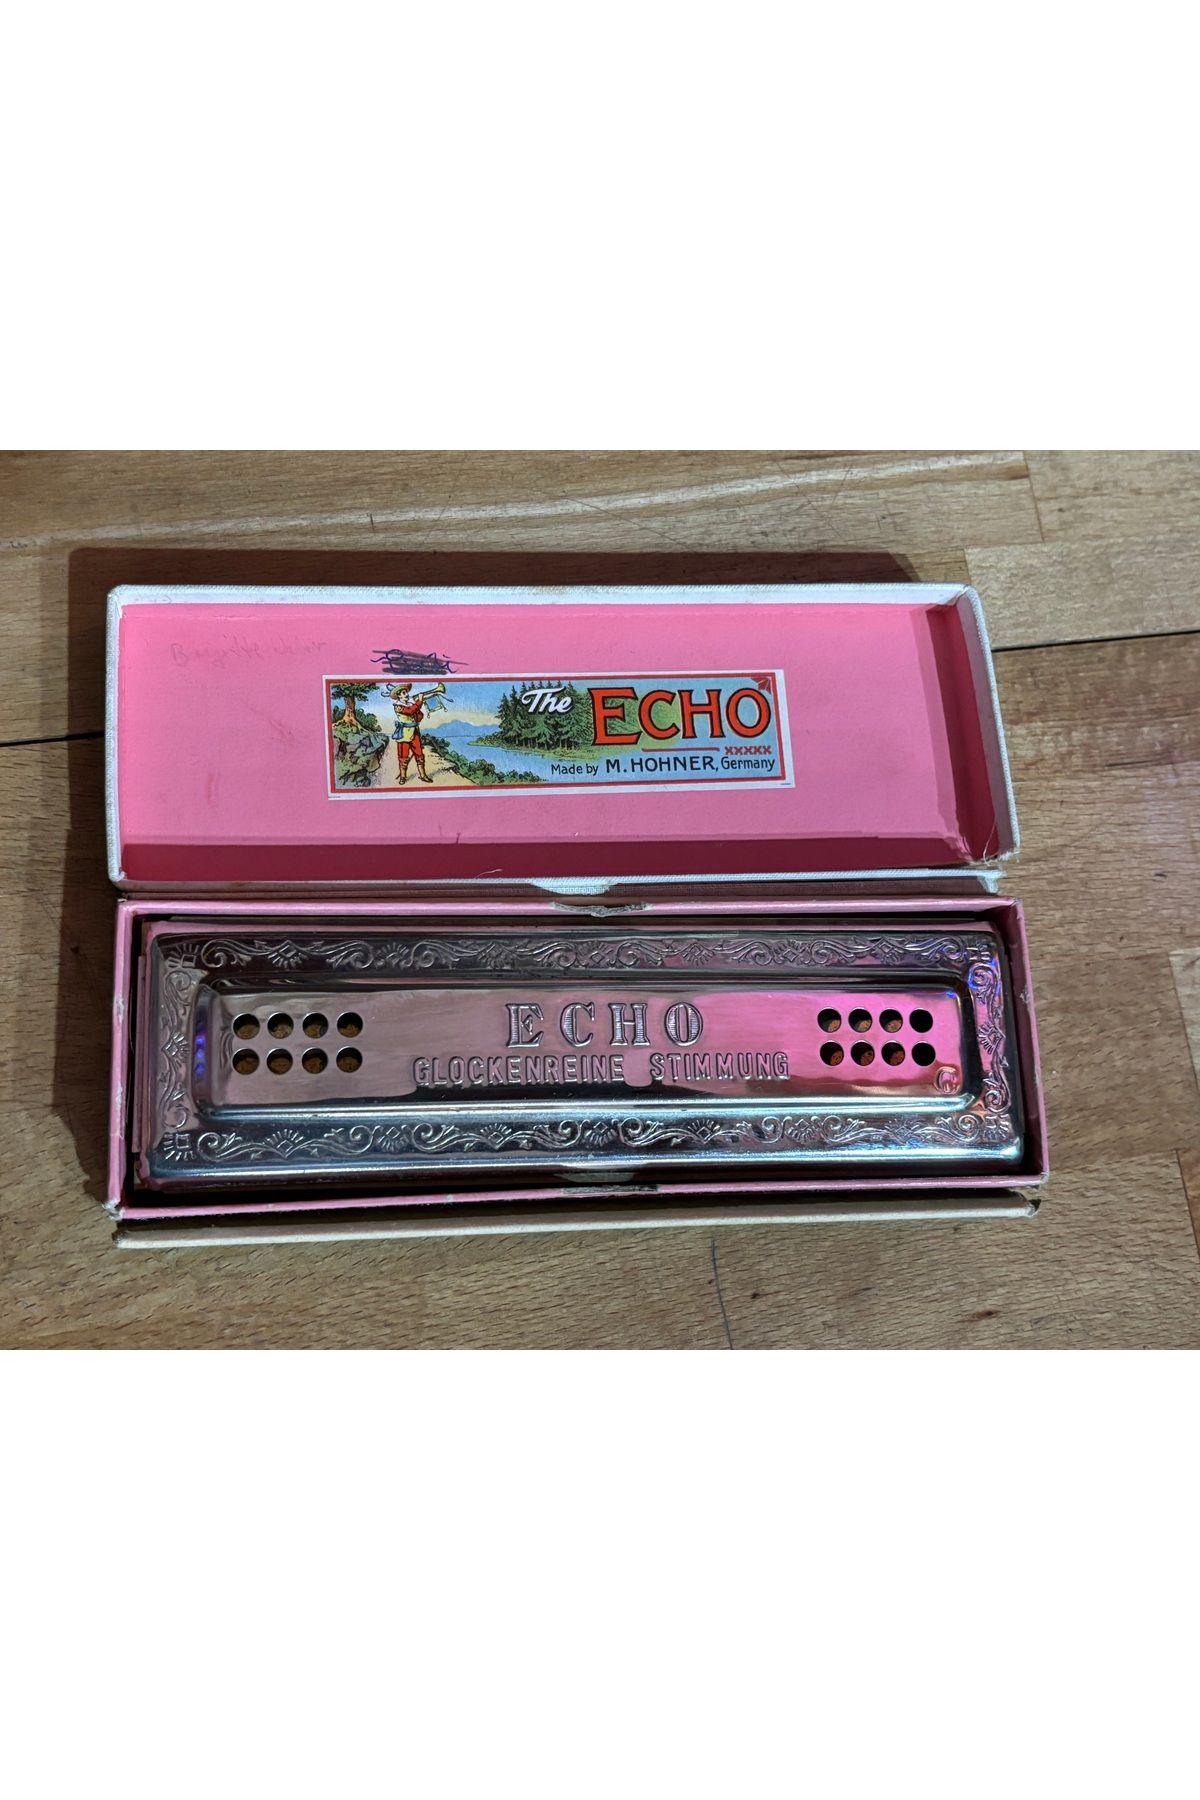 The ECHO
xxxxx
Made by M. HOHNER, Germany
ECHO
GLOCKENREINE STIMMUNG
C